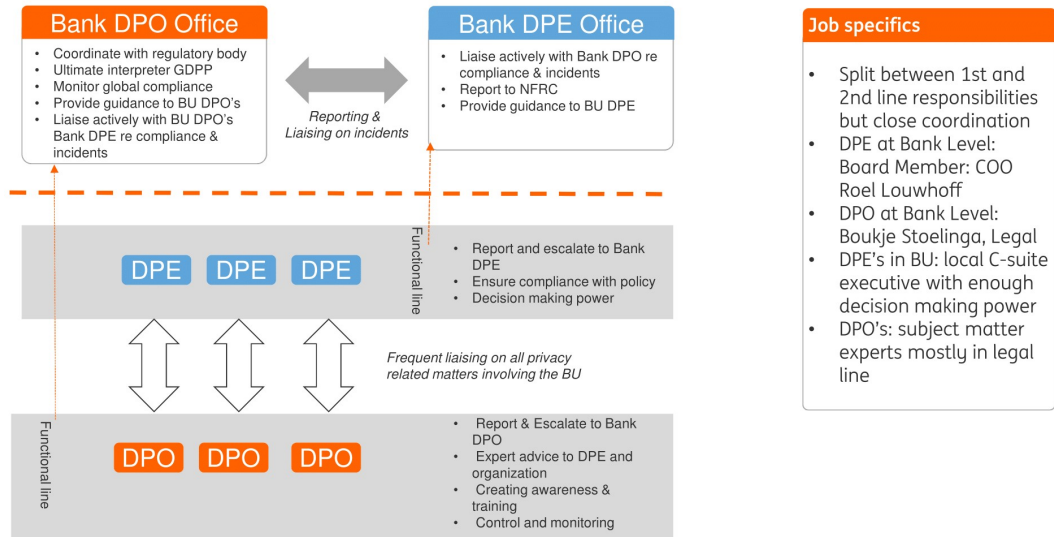 Bank DPO Office
• Coordinate with regulatory body
• Ultimate interpreter GDPP
• Monitor global compliance
• Provide guidance to BU DPO's
• Liaise actively with BU DPO's
Bank DPE re compliance &
incidents
Reporting &
Liaising on incidents
Bank DPE Office
• Liaise actively with Bank DPO re
compliance & incidents
• Report to NFRC
• Provide guidance to BU DPE
DPE DPE DPE
Functional line
• Report and escalate to Bank
DPE
• Ensure compliance with policy
• Decision making power
Frequent liaising on all privacy
related matters involving the BU
Functional line
DPO DPO DPO
• Report & Escalate to Bank
DPO
• Expert advice to DPE and
organization
• Creating awareness &
training
• Control and monitoring
Job specifics
• Split between 1st and
2nd line responsibilities
but close coordination
• DPE at Bank Level:
Board Member: COO
Roel Louwhoff
• DPO at Bank Level:
Boukje Stoelinga, Legal
• DPE's in BU: local C-suite
executive with enough
decision making power
• DPO's: subject matter
experts mostly in legal
line